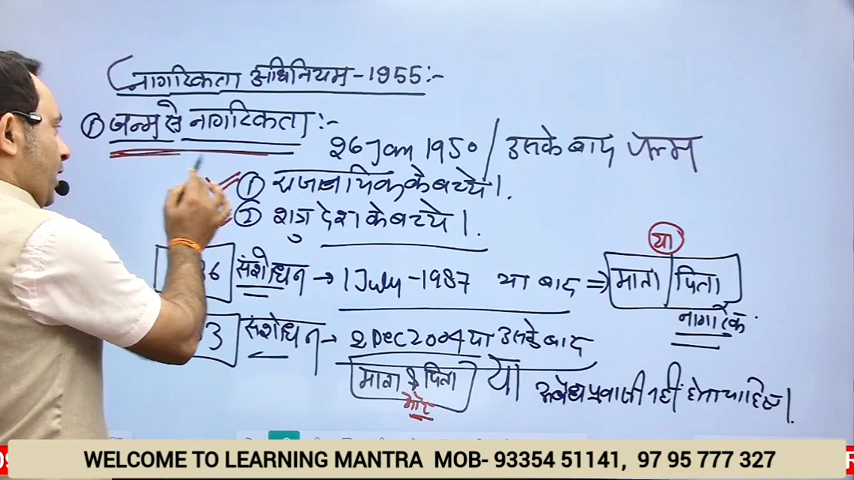 नागरिकता अधिनियम-1955:-
① जन्म से नागरिकता:-
26 Jan 1950/उसके बाद जन्म
① राजनयिक के बच्चे।
② शत्रु देश के बच्चे।
या
संशोधन → 1 July-1987 या बाद ⇒ माता पिता
नागरिक
3 संशोधन → 2 Dec 2004 या उसके बाद
माता & पिता या अवैध प्रवासी नहीं होना चाहिए।
और
WELCOME TO LEARNING MANTRA MOB- 93354 51141, 97 95 777 327